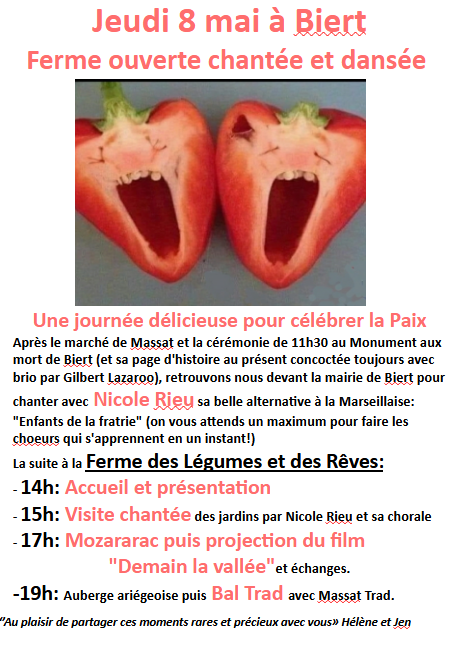 Jeudi 8 mai à Biert
Ferme ouverte chantée et dansée
Une journée délicieuse pour célébrer la Paix
Après le marché de Massat et la cérémonie de 11h30 au Monument aux
mort de Biert (et sa page d'histoire au présent concoctée toujours avec
brio par Gilbert Lazaroo), retrouvons nous devant la mairie de Biert pour
chanter avec Nicole Rieu sa belle alternative à la Marseillaise:
"Enfants de la fratrie" (on vous attends un maximum pour faire les
choeurs qui s'apprennent en un instant!)
La suite à la Ferme des Légumes et des Rêves:
- 14h: Accueil et présentation
- 15h: Visite chantée des jardins par Nicole Rieu et sa chorale
- 17h: Mozararac puis projection du film
"Demain la vallée"et échanges.
-19h: Auberge ariégeoise puis Bal Trad avec Massat Trad.
"Au plaisir de partager ces moments rares et précieux avec vous» Hélène et Jen